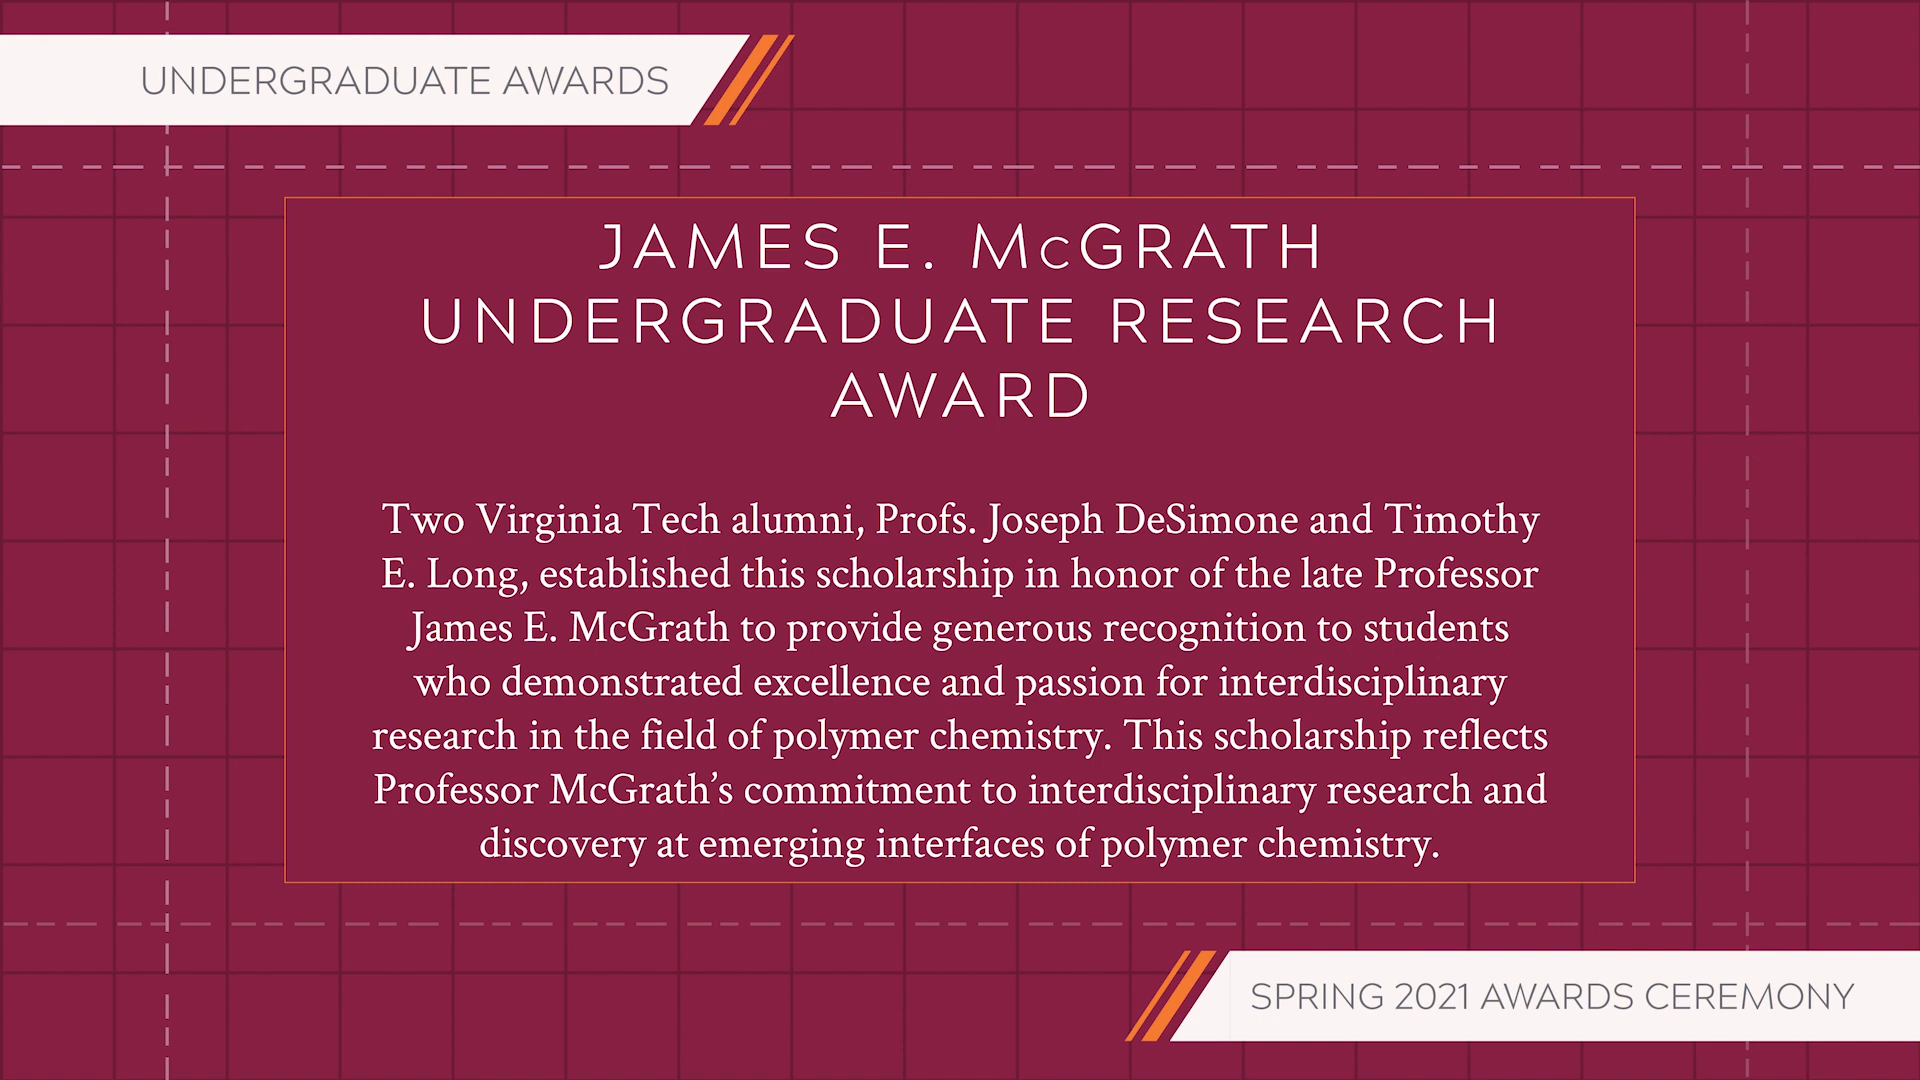 UNDERGRADUATE AWARDS
JAMES E. McGRATH
UNDERGRADUATE RESEARCH
AWARD
Two Virginia Tech alumni, Profs. Joseph DeSimone and Timothy
E. Long, established this scholarship in honor of the late Professor
James E. McGrath to provide generous recognition to students
who demonstrated excellence and passion for interdisciplinary
research in the field of polymer chemistry. This scholarship reflects
Professor McGrath’s commitment to interdisciplinary research and
discovery at emerging interfaces of polymer chemistry.
SPRING 2021 AWARDS CEREMONY